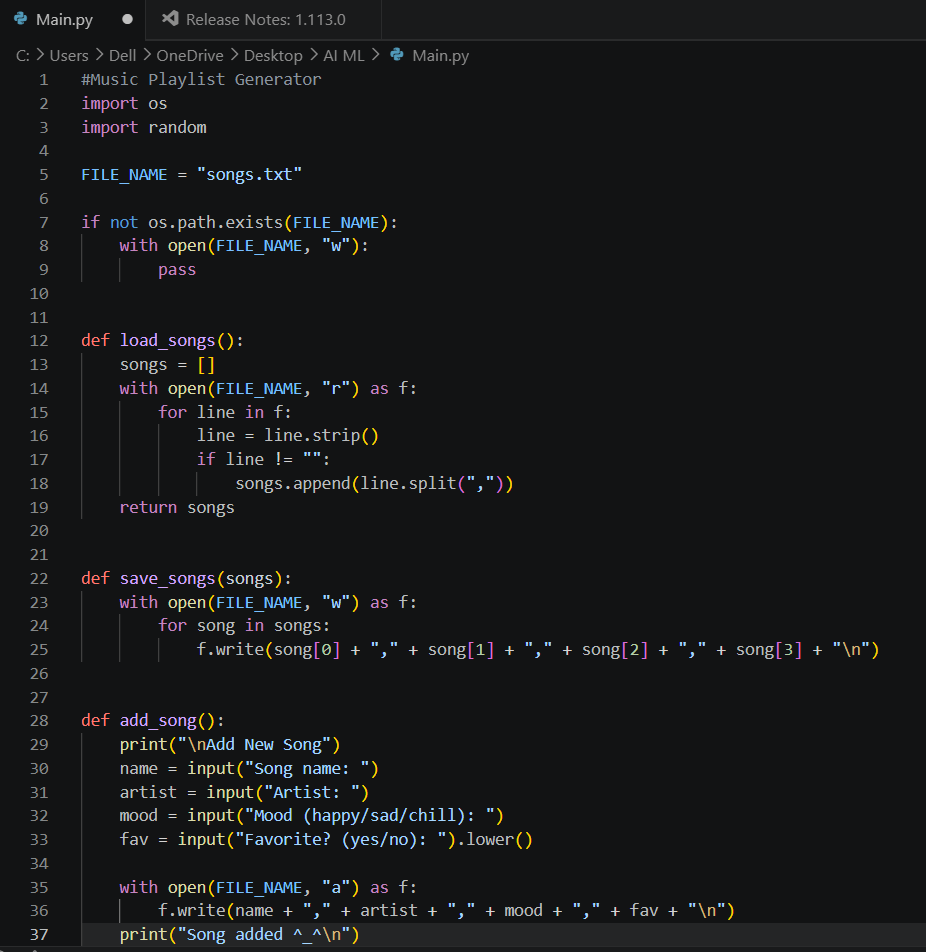 Main.py ● Release Notes: 1.113.0
C: > Users > Dell > OneDrive > Desktop > AI ML > Main.py
1 #Music Playlist Generator
2 import os
3 import random
4
5 FILE_NAME = "songs.txt"
6
7 if not os.path.exists(FILE_NAME):
8     with open(FILE_NAME, "w"):
9         pass
10
11
12 def load_songs():
13     songs = []
14     with open(FILE_NAME, "r") as f:
15         for line in f:
16             line = line.strip()
17             if line != "":
18                 songs.append(line.split(","))
19     return songs
20
21
22 def save_songs(songs):
23     with open(FILE_NAME, "w") as f:
24         for song in songs:
25             f.write(song[0] + "," + song[1] + "," + song[2] + "," + song[3] + "\n")
26
27
28 def add_song():
29     print("\nAdd New Song")
30     name = input("Song name: ")
31     artist = input("Artist: ")
32     mood = input("Mood (happy/sad/chill): ")
33     fav = input("Favorite? (yes/no): ").lower()
34
35     with open(FILE_NAME, "a") as f:
36         f.write(name + "," + artist + "," + mood + "," + fav + "\n")
37     print("Song added ^_^\n")